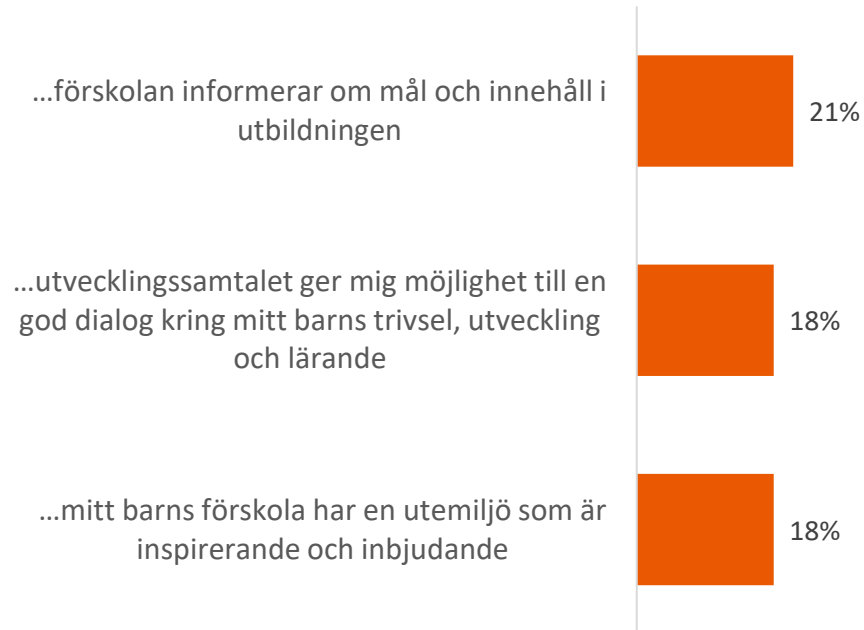 …förskolan informerar om mål och innehåll i
utbildningen
21%
…utvecklingssamtalet ger mig möjlighet till en
god dialog kring mitt barns trivsel, utveckling
och lärande
18%
…mitt barns förskola har en utemiljö som är
inspirerande och inbjudande
18%